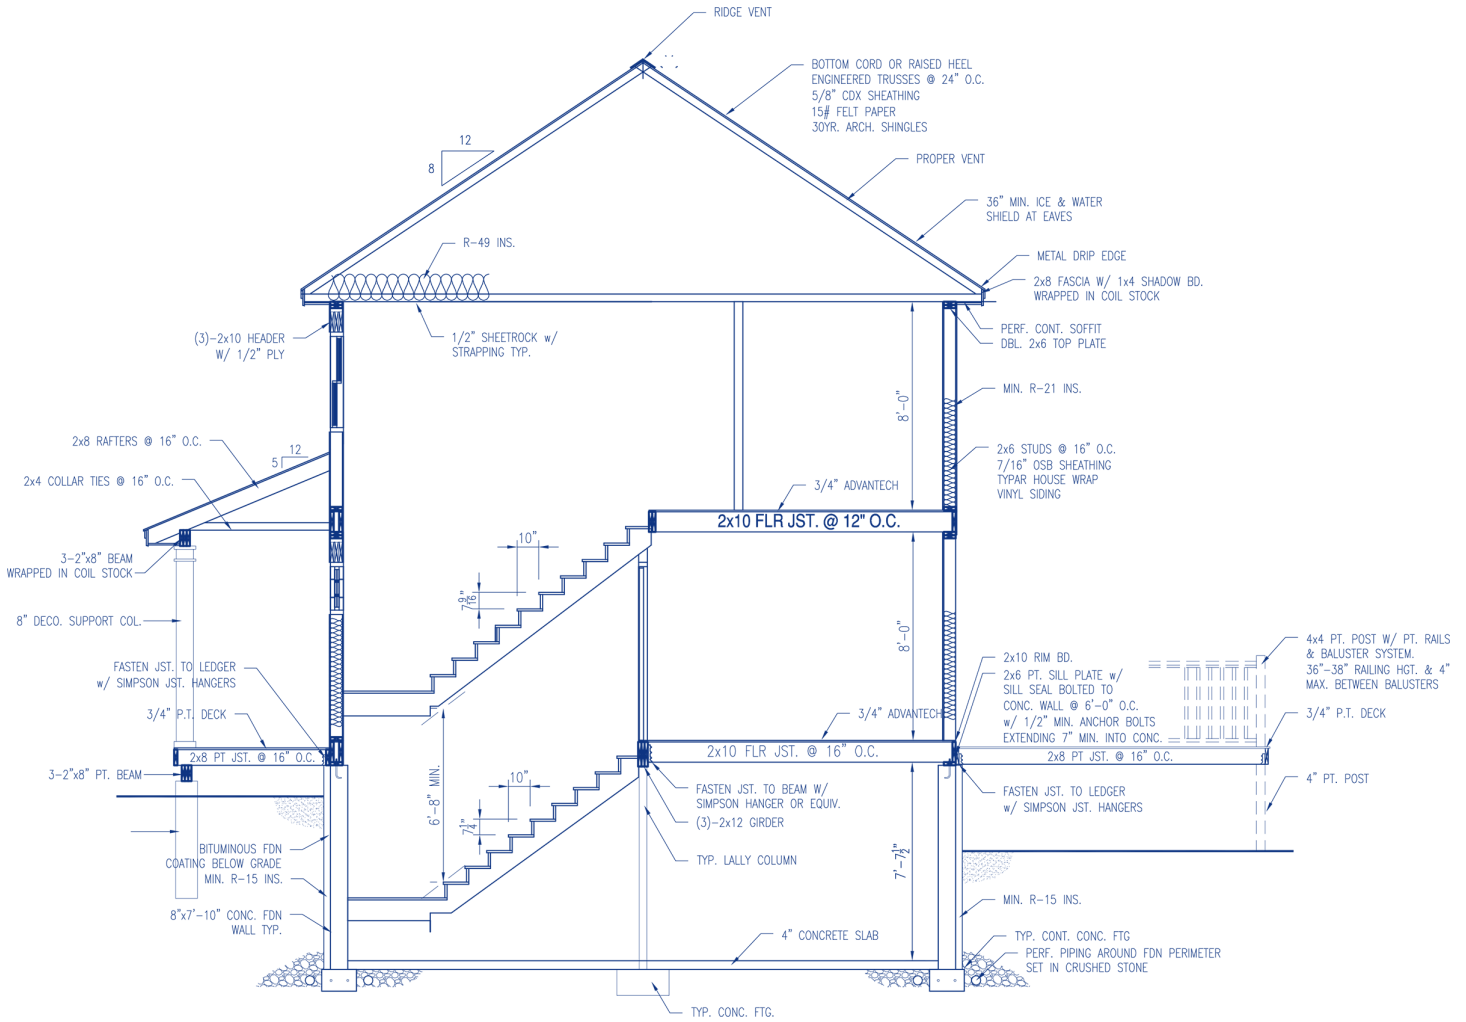 RIDGE VENT
BOTTOM CORD OR RAISED HEEL
ENGINEERED TRUSSES @ 24" O.C.
5/8" CDX SHEATHING
15# FELT PAPER
30YR. ARCH. SHINGLES
12
8
PROPER VENT
36" MIN. ICE & WATER
SHIELD AT EAVES
R-49 INS.
METAL DRIP EDGE
2x8 FASCIA W/ 1x4 SHADOW BD.
WRAPPED IN COIL STOCK
(3)-2x10 HEADER
W/ 1/2" PLY
1/2" SHEETROCK w/
STRAPPING TYP.
PERF. CONT. SOFFIT
DBL. 2x6 TOP PLATE
MIN. R-21 INS.
8'-0"
2x8 RAFTERS @ 16" O.C.
12
5
2x4 COLLAR TIES @ 16" O.C.
2x6 STUDS @ 16" O.C.
7/16" OSB SHEATHING
TYPAR HOUSE WRAP
VINYL SIDING
3/4" ADVANTECH
2x10 FLR JST. @ 12" O.C.
3-2"x8" BEAM
WRAPPED IN COIL STOCK
10"
7 9/16"
8" DECO. SUPPORT COL.
8'-0"
FASTEN JST. TO LEDGER
w/ SIMPSON JST. HANGERS
2x10 RIM BD.
2x6 PT. SILL PLATE w/
SILL SEAL BOLTED TO
CONC. WALL @ 6'-0" O.C.
w/ 1/2" MIN. ANCHOR BOLTS
EXTENDING 7" MIN. INTO CONC.
4x4 PT. POST W/ PT. RAILS
& BALUSTER SYSTEM.
36"-38" RAILING HGT. & 4"
MAX. BETWEEN BALUSTERS
3/4" P.T. DECK
3/4" ADVANTECH
3/4" P.T. DECK
2x8 PT JST. @ 16" O.C.
2x10 FLR JST. @ 16" O.C.
2x8 PT JST. @ 16" O.C.
3-2"x8" PT. BEAM
6'-8" MIN.
10"
7 1/4"
FASTEN JST. TO BEAM W/
SIMPSON HANGER OR EQUIV.
(3)-2x12 GIRDER
FASTEN JST. TO LEDGER
w/ SIMPSON JST. HANGERS
4" PT. POST
BITUMINOUS FDN
COATING BELOW GRADE
MIN. R-15 INS.
TYP. LALLY COLUMN
7'-7 1/2"
8"x7'-10" CONC. FDN
WALL TYP.
MIN. R-15 INS.
4" CONCRETE SLAB
TYP. CONT. CONC. FTG
PERF. PIPING AROUND FDN PERIMETER
SET IN CRUSHED STONE
TYP. CONC. FTG.